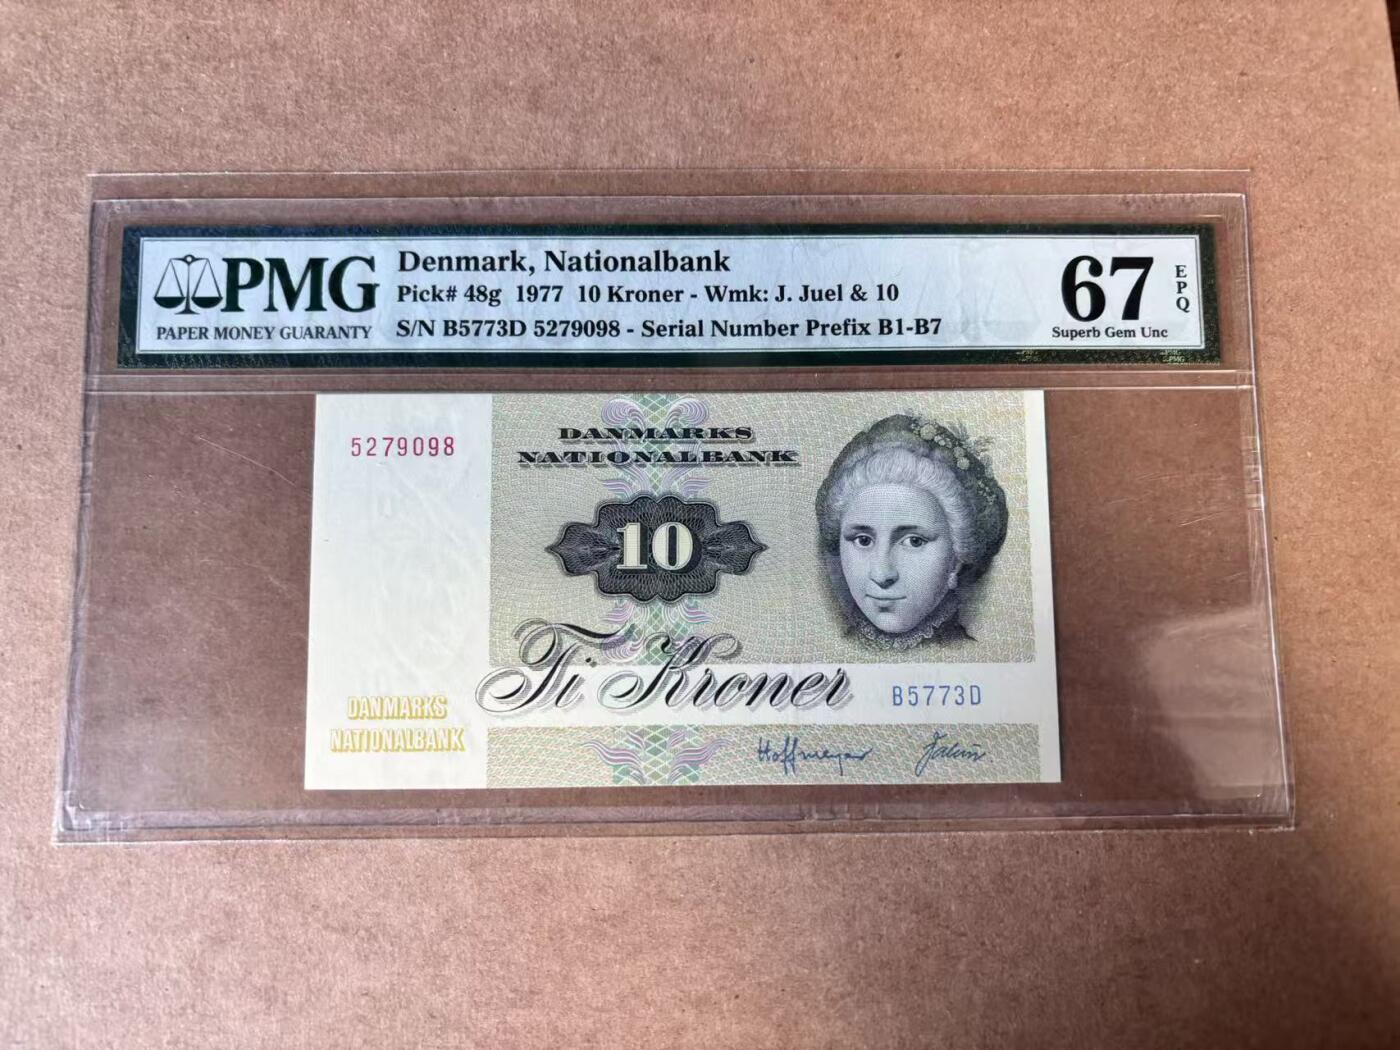 PMG
PAPER MONEY GUARANTY
Denmark, Nationalbank
Pick# 48g 1977 10 Kroner - Wmk: J. Juel & 10
S/N B5773D 5279098 - Serial Number Prefix B1-B7
67
EPQ
Superb Gem Unc
5279098
DANMARKS
NATIONALBANK
10
Ti Kroner
B5773D
DANMARKS
NATIONALBANK
Hoffmeyer